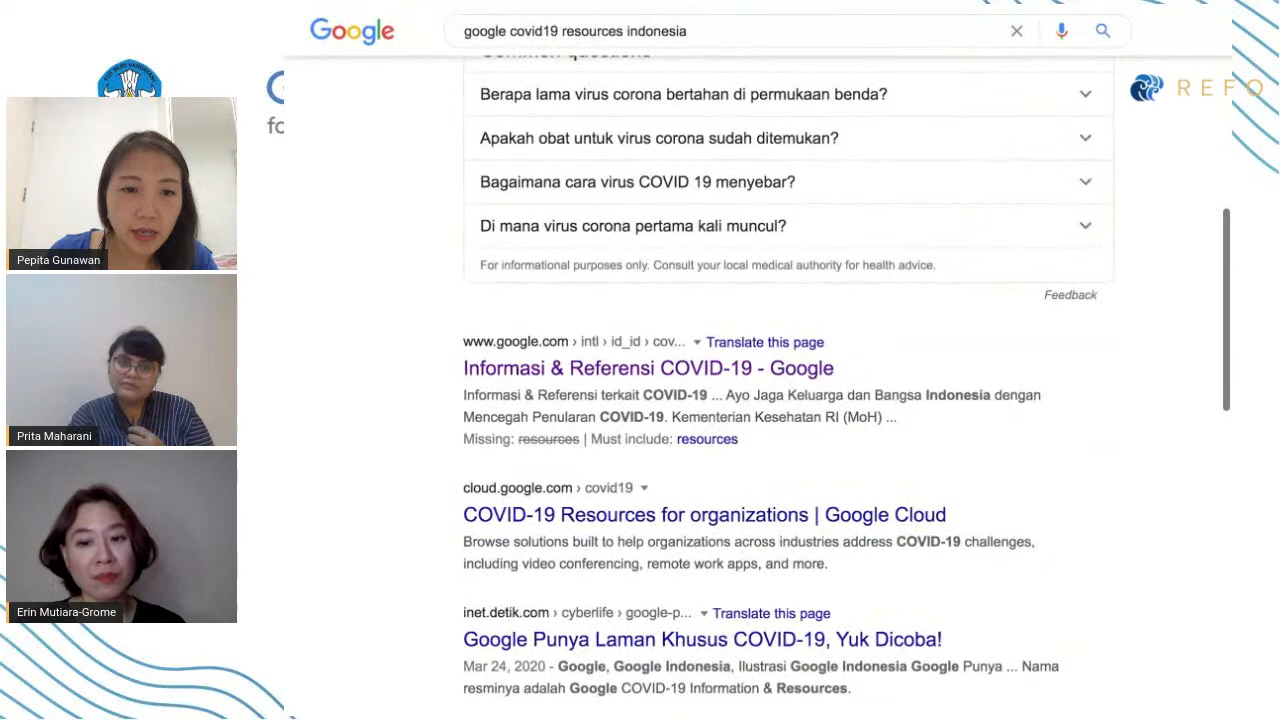 Google
google covid19 resources indonesia
TUT WURI HANDAYANI
G
fo
REFO
Common questions
Berapa lama virus corona bertahan di permukaan benda?
Apakah obat untuk virus corona sudah ditemukan?
Bagaimana cara virus COVID 19 menyebar?
Di mana virus corona pertama kali muncul?
For informational purposes only. Consult your local medical authority for health advice.
Feedback
www.google.com › intl › id_id › cov... Translate this page
Informasi & Referensi COVID-19 - Google
Informasi & Referensi terkait COVID-19 ... Ayo Jaga Keluarga dan Bangsa Indonesia dengan
Mencegah Penularan COVID-19. Kementerian Kesehatan RI (MoH) ...
Missing: resources | Must include: resources
cloud.google.com › covid19
COVID-19 Resources for organizations | Google Cloud
Browse solutions built to help organizations across industries address COVID-19 challenges,
including video conferencing, remote work apps, and more.
inet.detik.com › cyberlife › google-p... Translate this page
Google Punya Laman Khusus COVID-19, Yuk Dicoba!
Mar 24, 2020 - Google, Google Indonesia, Ilustrasi Google Indonesia Google Punya ... Nama
resminya adalah Google COVID-19 Information & Resources.
Pepita Gunawan
Prita Maharani
Erin Mutiara-Grome